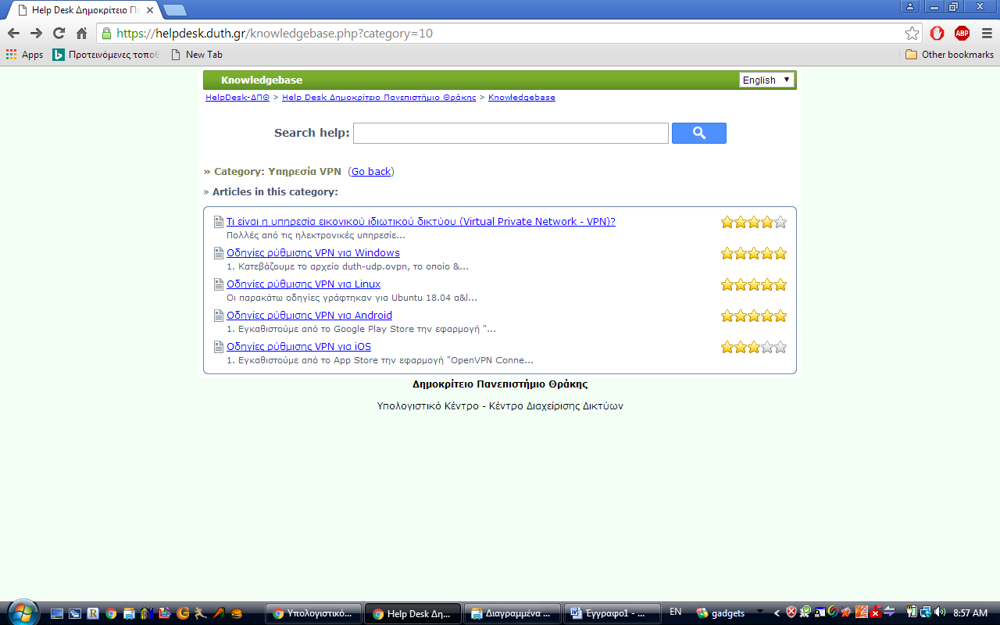 Help Desk Δημοκρίτειο Πα
https://helpdesk.duth.gr/knowledgebase.php?category=10
ABP
Apps Προτεινόμενες τοποθ New Tab Other bookmarks
Knowledgebase English
HelpDesk-ΔΠΘ > Help Desk Δημοκρίτειο Πανεπιστήμιο Θράκης > Knowledgebase
Search help:
» Category: Υπηρεσία VPN (Go back)
» Articles in this category:
Τι είναι η υπηρεσία εικονικού ιδιωτικού δικτύου (Virtual Private Network - VPN)?
Πολλές από τις ηλεκτρονικές υπηρεσίε...
Οδηγίες ρύθμισης VPN για Windows
1. Κατεβάζουμε το αρχείο duth-udp.ovpn, το οποίο &...
Οδηγίες ρύθμισης VPN για Linux
Οι παρακάτω οδηγίες γράφτηκαν για Ubuntu 18.04 α&l...
Οδηγίες ρύθμισης VPN για Android
1. Εγκαθιστούμε από το Google Play Store την εφαρμογή "...
Οδηγίες ρύθμισης VPN για iOS
1. Εγκαθιστούμε από το App Store την εφαρμογή "OpenVPN Conne...
Δημοκρίτειο Πανεπιστήμιο Θράκης
Υπολογιστικό Κέντρο - Κέντρο Διαχείρισης Δικτύων
Υπολογιστικό... Help Desk Δη... Διαγραμμένα ... Έγγραφο1 - ... EN gadgets 8:57 AM